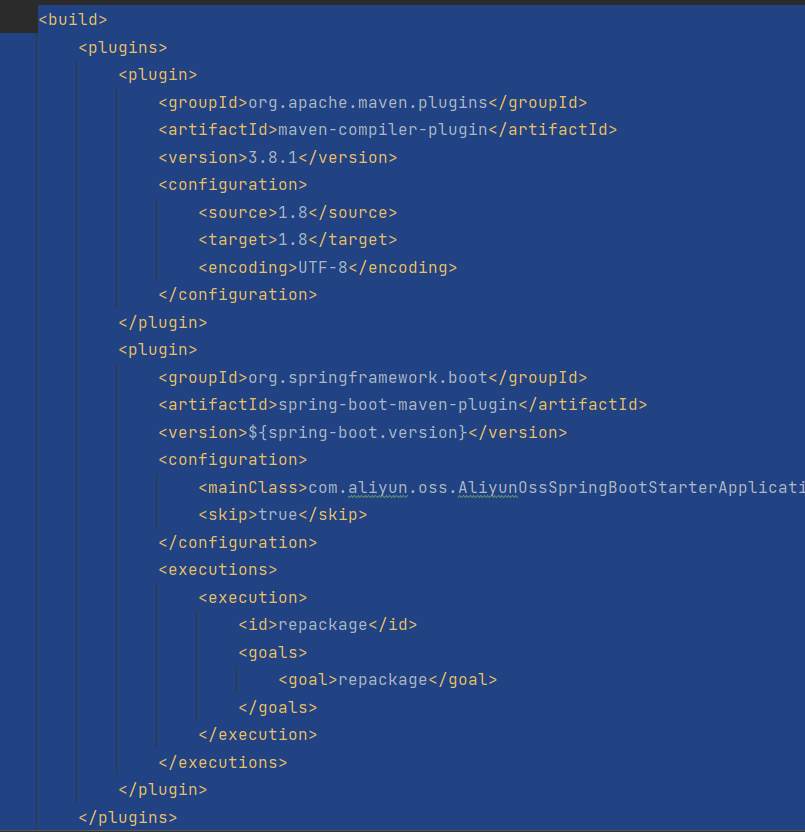 <build>
<plugins>
<plugin>
<groupId>org.apache.maven.plugins</groupId>
<artifactId>maven-compiler-plugin</artifactId>
<version>3.8.1</version>
<configuration>
<source>1.8</source>
<target>1.8</target>
<encoding>UTF-8</encoding>
</configuration>
</plugin>
<plugin>
<groupId>org.springframework.boot</groupId>
<artifactId>spring-boot-maven-plugin</artifactId>
<version>${spring-boot.version}</version>
<configuration>
<mainClass>com.aliyun.oss.AliyunOssSpringBootStarterApplicati
<skip>true</skip>
</configuration>
<executions>
<execution>
<id>repackage</id>
<goals>
<goal>repackage</goal>
</goals>
</execution>
</executions>
</plugin>
</plugins>